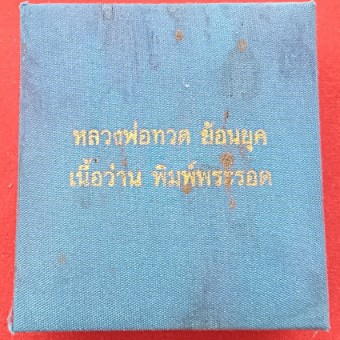 หลวงพ่อทวด ย้อนยุค
เนื้อว่าน พิมพ์พระรอด